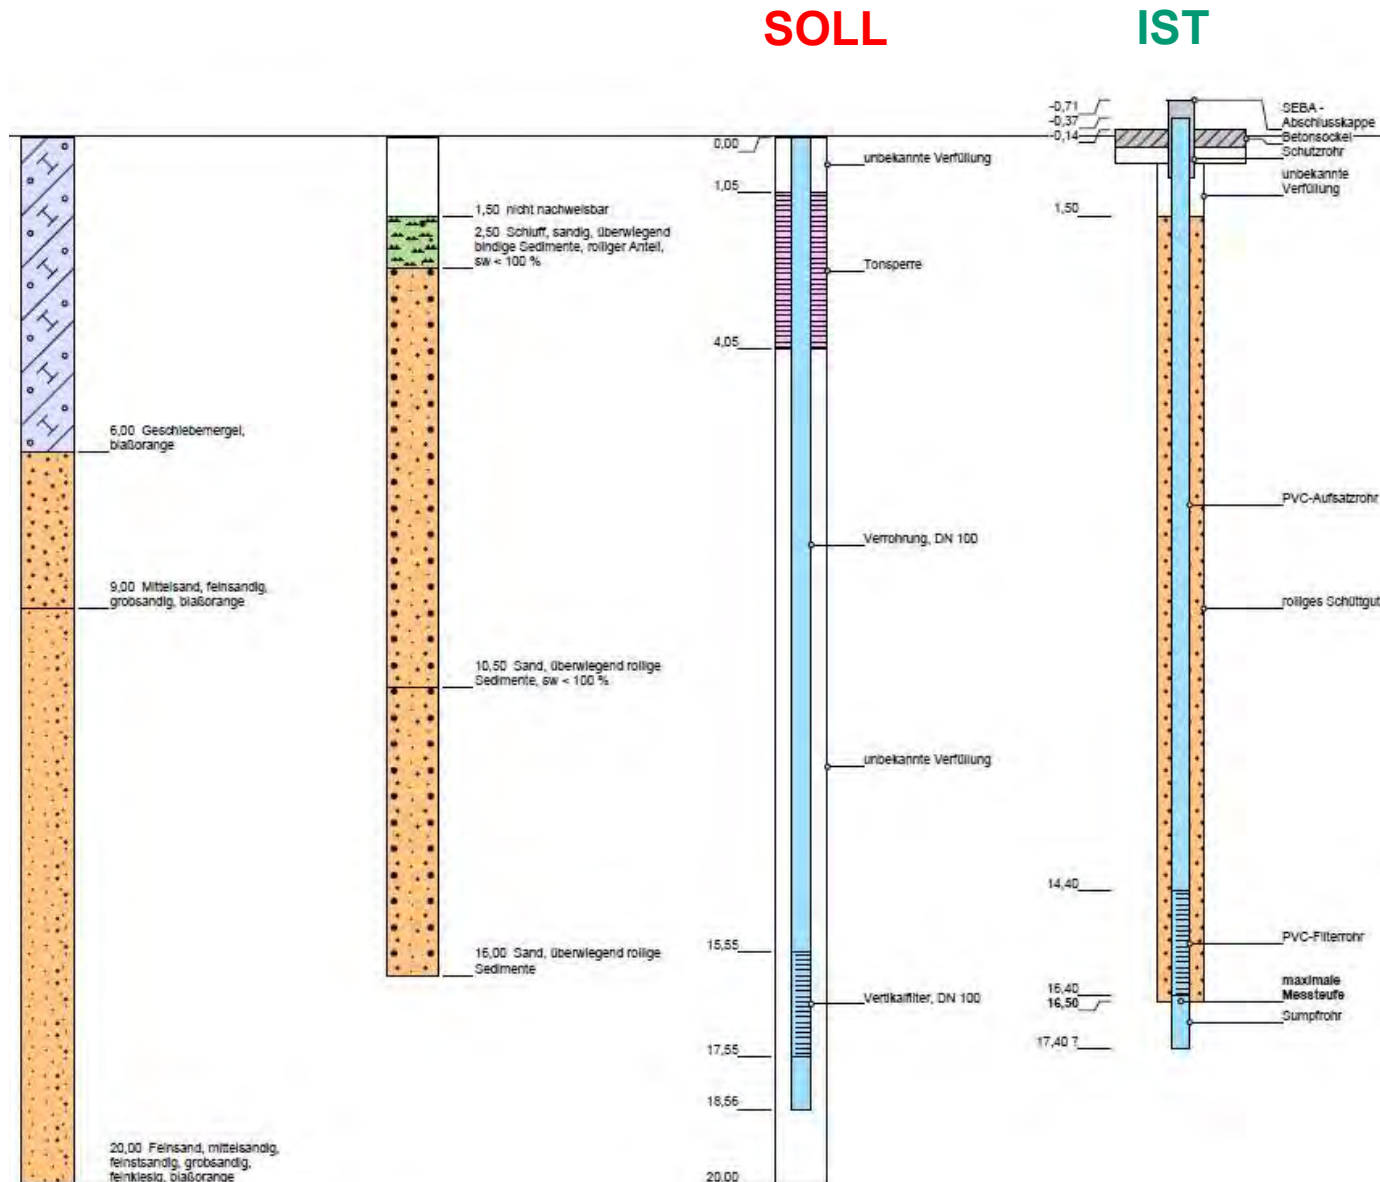 SOLL
IST
6,00 Geschiebemergel,
blaßorange
9,00 Mittelsand, feinsandig,
grobsandig, blaßorange
20,00 Feinsand, mittelsandig,
feinstsandig, grobsandig,
feinkiesig, blaßorange
1,50 nicht nachweisbar
2,50 Schluff, sandig, überwiegend
bindige Sedimente, rolliger Anteil,
sw < 100 %
10,50 Sand, überwiegend rollige
Sedimente, sw < 100 %
16,00 Sand, überwiegend rollige
Sedimente
0,00
1,05
4,05
15,55
17,55
18,56
20,00
unbekannte Verfüllung
Tonsperre
Verrohrung, DN 100
unbekannte Verfüllung
Vertikalfilter, DN 100
-0,71
-0,37
-0,14
1,50
14,40
16,40
16,50
17,40 ?
SEBA -
Abschlusskappe
Betonsockel
Schutzrohr
unbekannte
Verfüllung
PVC-Aufsatzrohr
rolliges Schüttgut
PVC-Filterrohr
maximale
Messteufe
Sumpfrohr